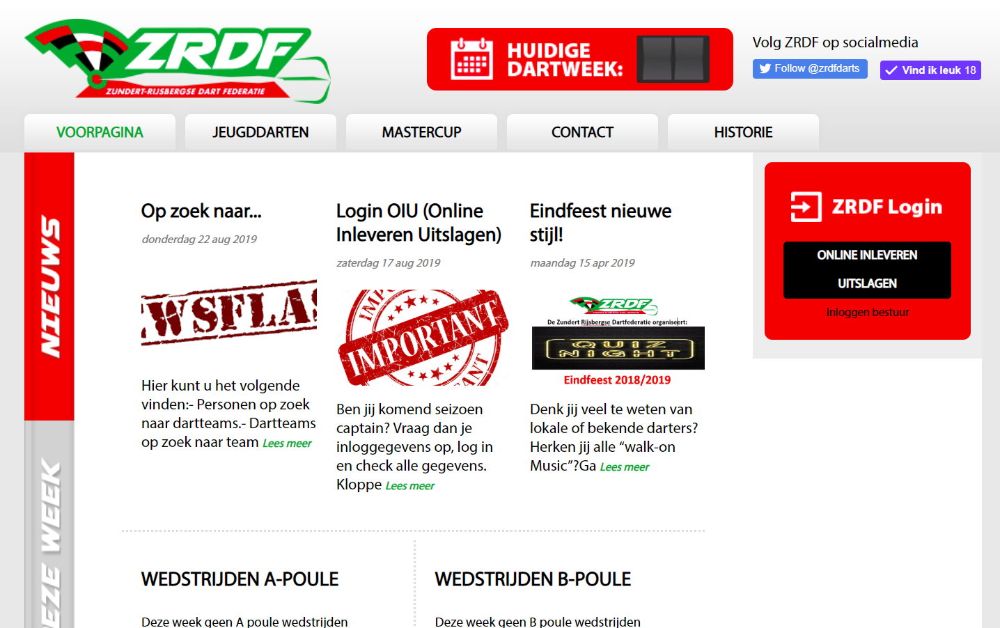 ZRDF
ZUNDERT-RIJSBERGSE DART FEDERATIE
HUIDIGE
DARTWEEK:
Volg ZRDF op socialmedia
Follow @zrdfdarts
Vind ik leuk 18
VOORPAGINA
JEUGDDARTEN
MASTERCUP
CONTACT
HISTORIE
NIEUWS
Op zoek naar...
donderdag 22 aug 2019
EWSFLAS
Hier kunt u het volgende
vinden:- Personen op zoek
naar dartteams.- Dartteams
op zoek naar team Lees meer
Login OIU (Online
Inleveren Uitslagen)
zaterdag 17 aug 2019
IMPORTANT
IMPORTANT
Ben jij komend seizoen
captain? Vraag dan je
inloggegevens op, log in
en check alle gegevens.
Kloppe Lees meer
Eindfeest nieuwe
stijl!
maandag 15 apr 2019
ZRDF
De Zundert Rijsbergse Dartfederatie organiseert:
QUIZ
NIGHT
Eindfeest 2018/2019
Denk jij veel te weten van
lokale of bekende darters?
Herken jij alle “walk-on
Music”?Ga Lees meer
ZRDF Login
ONLINE INLEVEREN
UITSLAGEN
Inloggen bestuur
DEZE WEEK
WEDSTRIJDEN A-POULE
Deze week geen A poule wedstrijden
WEDSTRIJDEN B-POULE
Deze week geen B poule wedstrijden